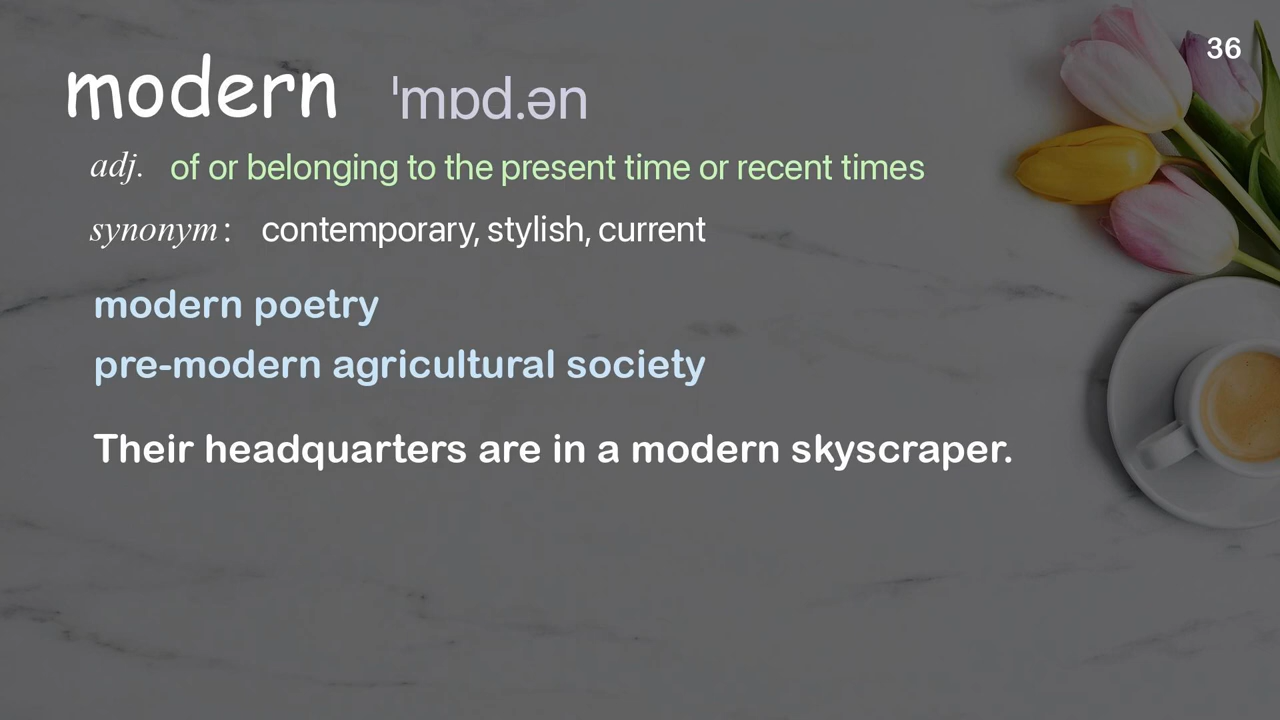 36
modern ˈmɒd.ən
adj. of or belonging to the present time or recent times
synonym: contemporary, stylish, current
modern poetry
pre-modern agricultural society
Their headquarters are in a modern skyscraper.